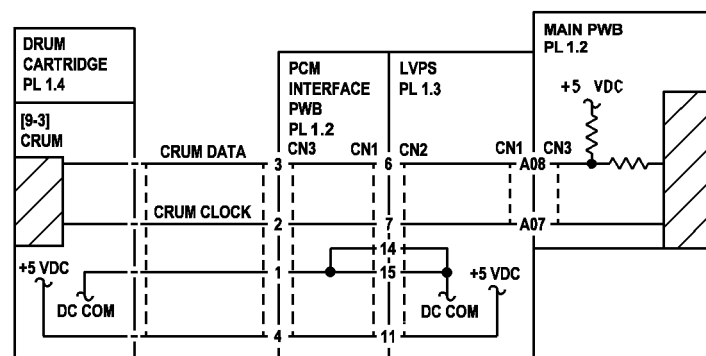 DRUM
CARTRIDGE
PL 1.4
[9-3]
CRUM
PCM
INTERFACE
PWB
PL 1.2
LVPS
PL 1.3
MAIN PWB
PL 1.2
+5 VDC
CRUM DATA
3
CN3
CN1
6
CN2
CN1
A08
CN3
CRUM CLOCK
2
7
A07
14
+5 VDC
1
15
+5 VDC
DC COM
DC COM
4
11